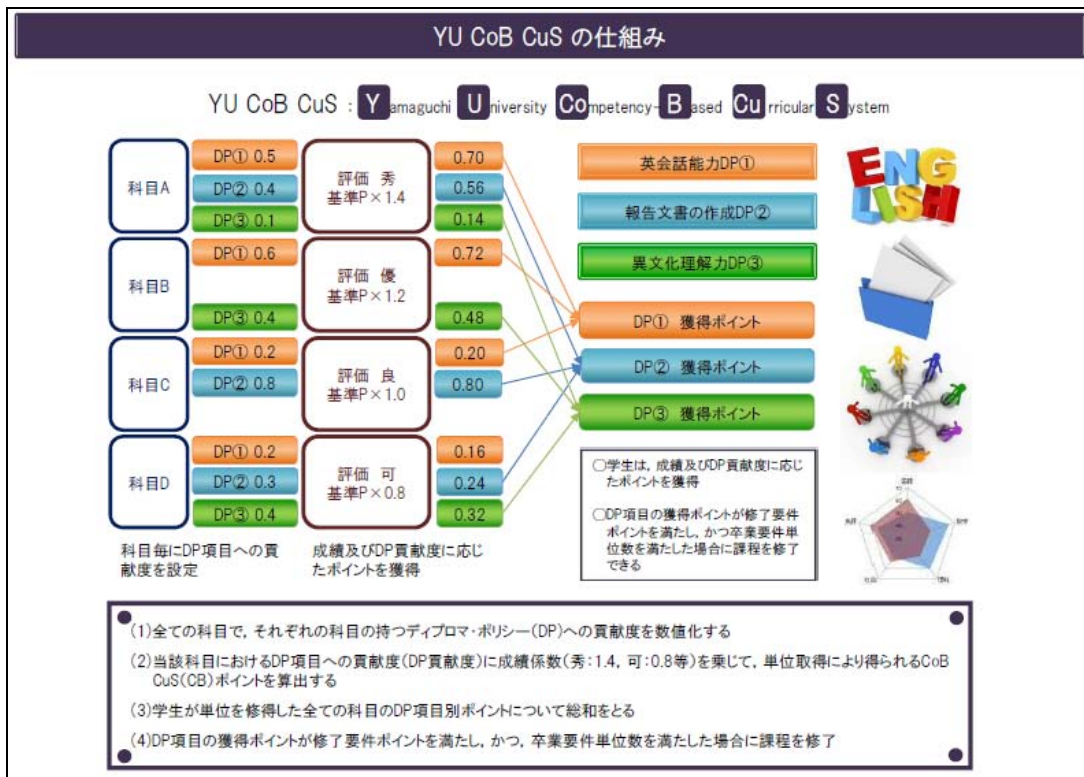 YU CoB CuS の仕組み
YU CoB CuS : Yamaguchi University Competency-Based Curricular System
科目A
DP① 0.5
DP② 0.4
DP③ 0.1
評価 秀
基準P×1.4
0.70
0.56
0.14
科目B
DP① 0.6
DP③ 0.4
評価 優
基準P×1.2
0.72
0.48
科目C
DP① 0.2
DP② 0.8
評価 良
基準P×1.0
0.20
0.80
科目D
DP① 0.2
DP② 0.3
DP③ 0.4
評価 可
基準P×0.8
0.16
0.24
0.32
科目毎にDP項目への貢
献度を設定
成績及びDP貢献度に応じ
たポイントを獲得
英会話能力DP①
報告文書の作成DP②
異文化理解力DP③
DP① 獲得ポイント
DP② 獲得ポイント
DP③ 獲得ポイント
○学生は，成績及びDP貢献度に応じ
たポイントを獲得
○DP項目の獲得ポイントが修了要件
ポイントを満たし、かつ卒業要件単
位数を満たした場合に課程を修了
できる
ENG
LISH
(1)全ての科目で，それぞれの科目の持つディプロマ・ポリシー(DP)への貢献度を数値化する
(2)当該科目におけるDP項目への貢献度(DP貢献度)に成績係数(秀:1.4，可:0.8等)を乗じて，単位取得により得られるCoB
CuS(CB)ポイントを算出する
(3)学生が単位を修得した全ての科目のDP項目別ポイントについて総和をとる
(4)DP項目の獲得ポイントが修了要件ポイントを満たし，かつ，卒業要件単位数を満たした場合に課程を修了